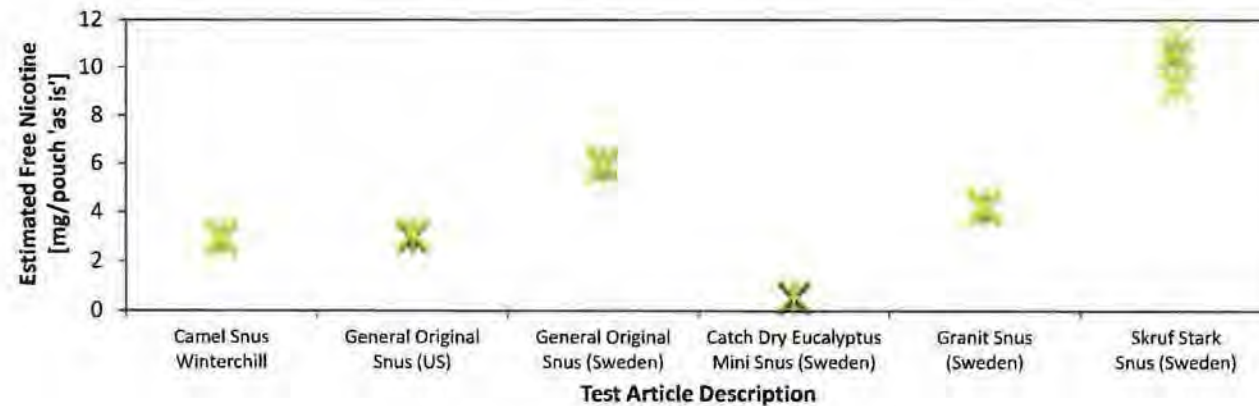 Estimated Free Nicotine
[mg/pouch 'as is']
12
10
8
6
4
2
0
Camel Snus
Winterchill
General Original
Snus (US)
General Original
Snus (Sweden)
Catch Dry Eucalyptus
Mini Snus (Sweden)
Granit Snus
(Sweden)
Skruf Stark
Snus (Sweden)
Test Article Description